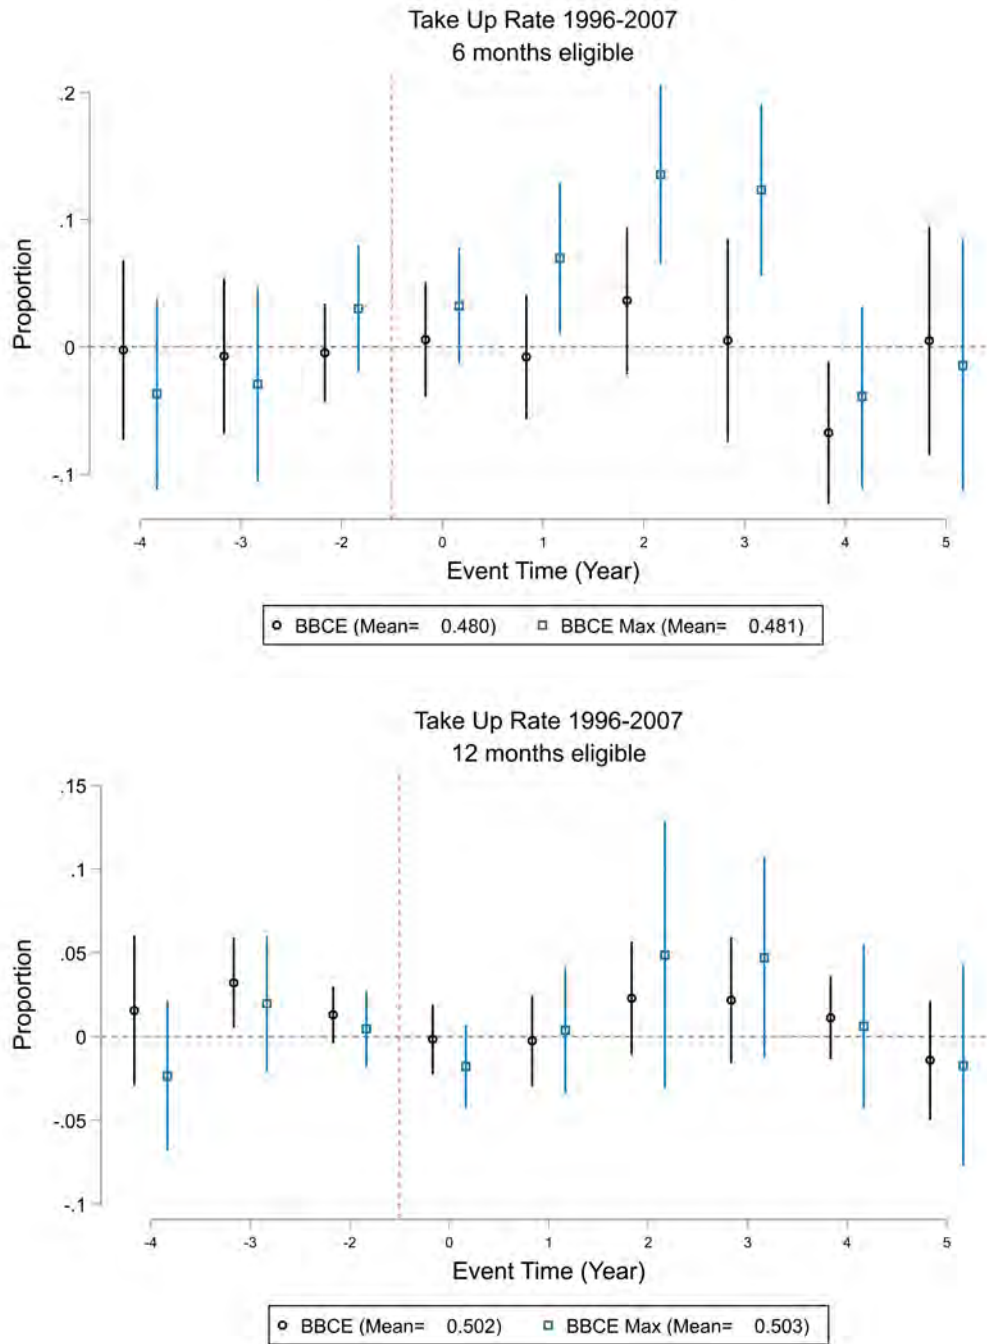 Take Up Rate 1996-2007
6 months eligible
.2
.1
0
-.1
Proportion
-4 -3 -2 0 1 2 3 4 5
Event Time (Year)
BBCE (Mean= 0.480) BBCE Max (Mean= 0.481)
Take Up Rate 1996-2007
12 months eligible
.15
.1
.05
0
-.05
-.1
Proportion
-4 -3 -2 0 1 2 3 4 5
Event Time (Year)
BBCE (Mean= 0.502) BBCE Max (Mean= 0.503)